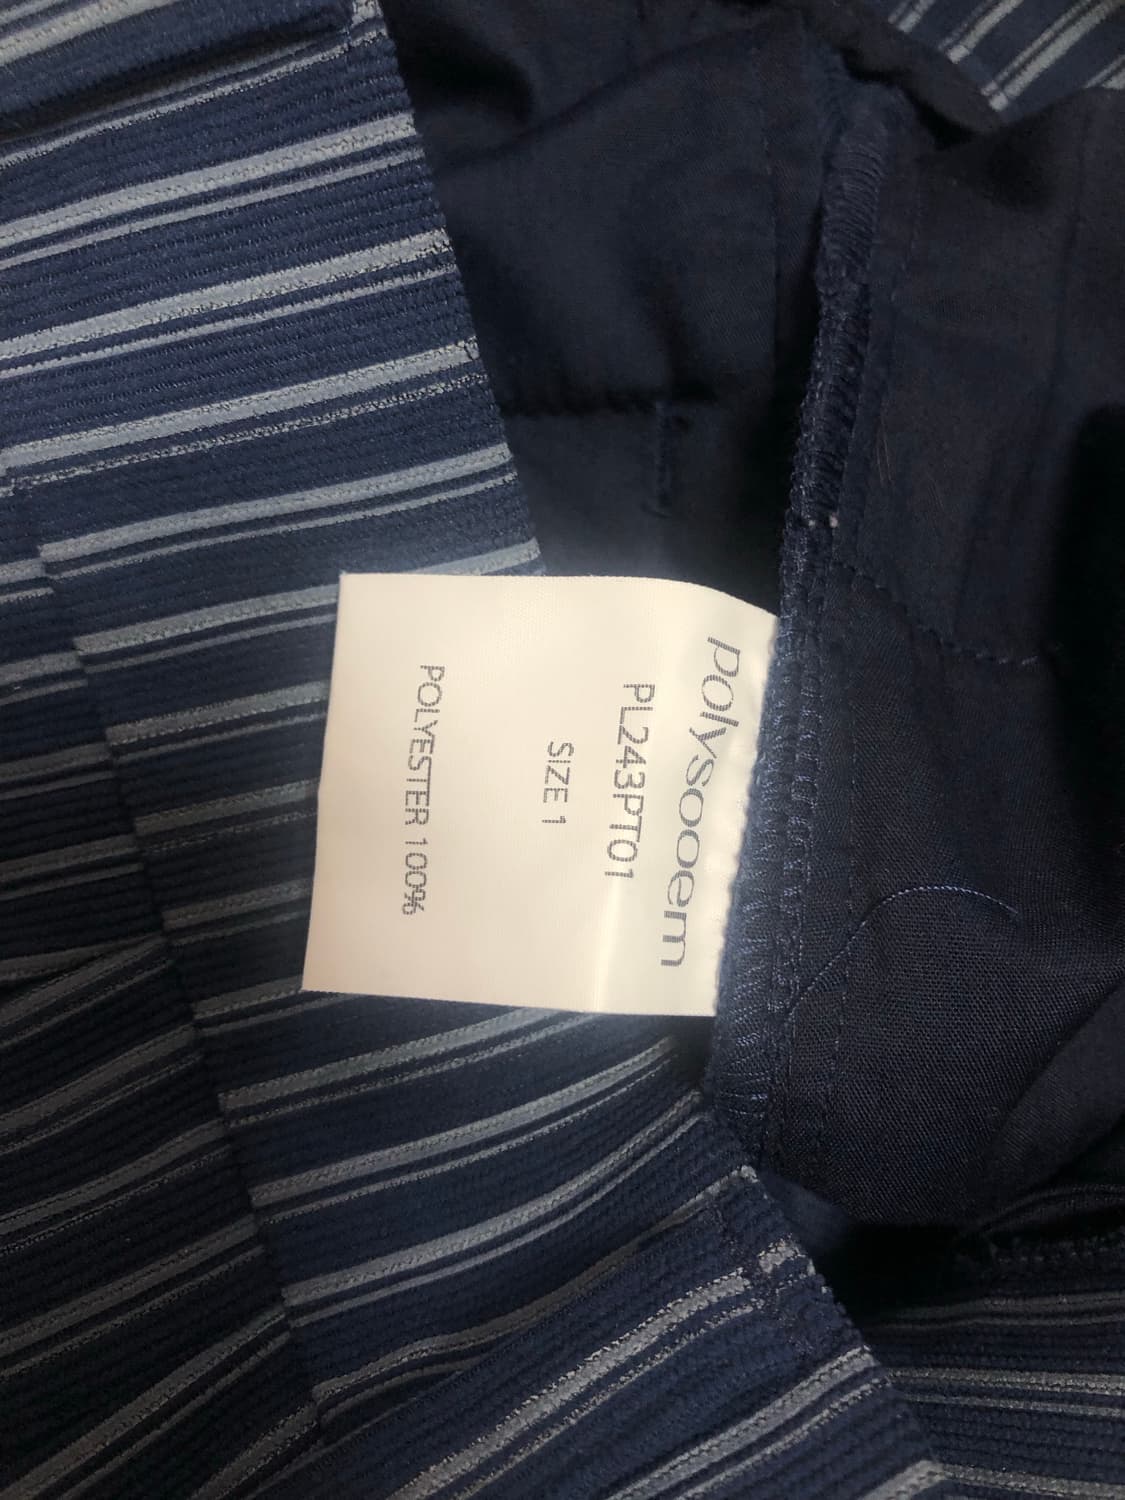 polysooem
PL243PT01
SIZE 1
POLYESTER 100%